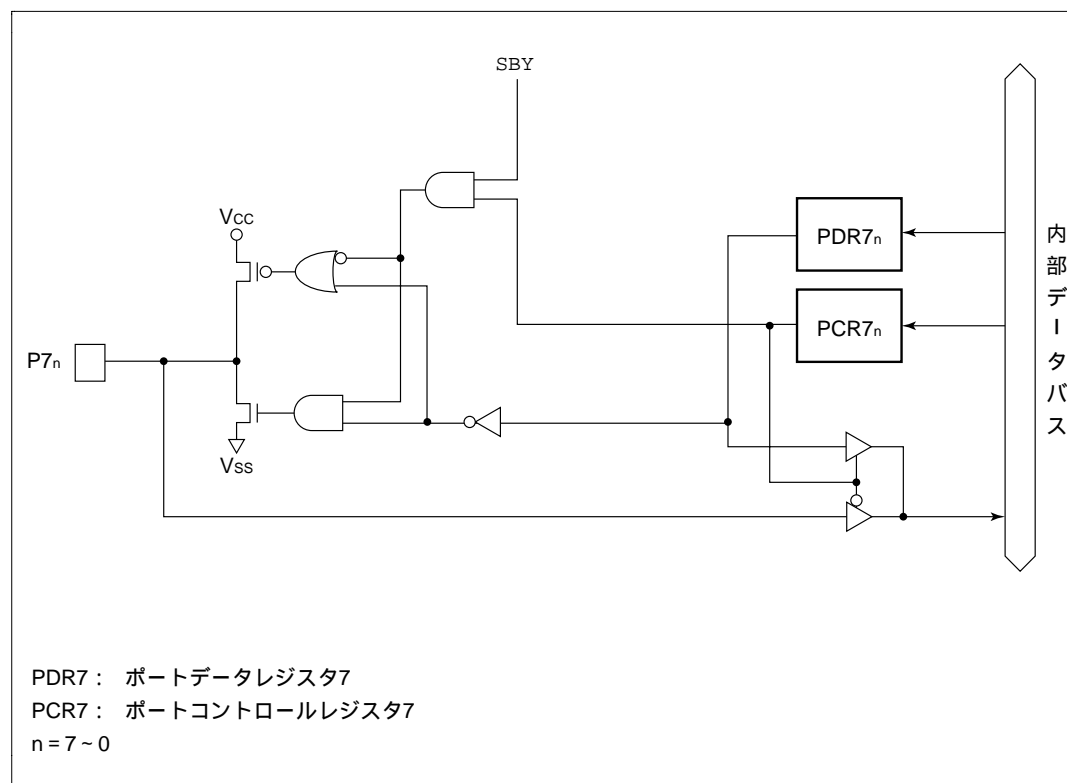 SBY
VCC
PDR7n
PCR7n
P7n
VSS
内部データバス
PDR7： ポートデータレジスタ7
PCR7： ポートコントロールレジスタ7
n = 7 ~ 0